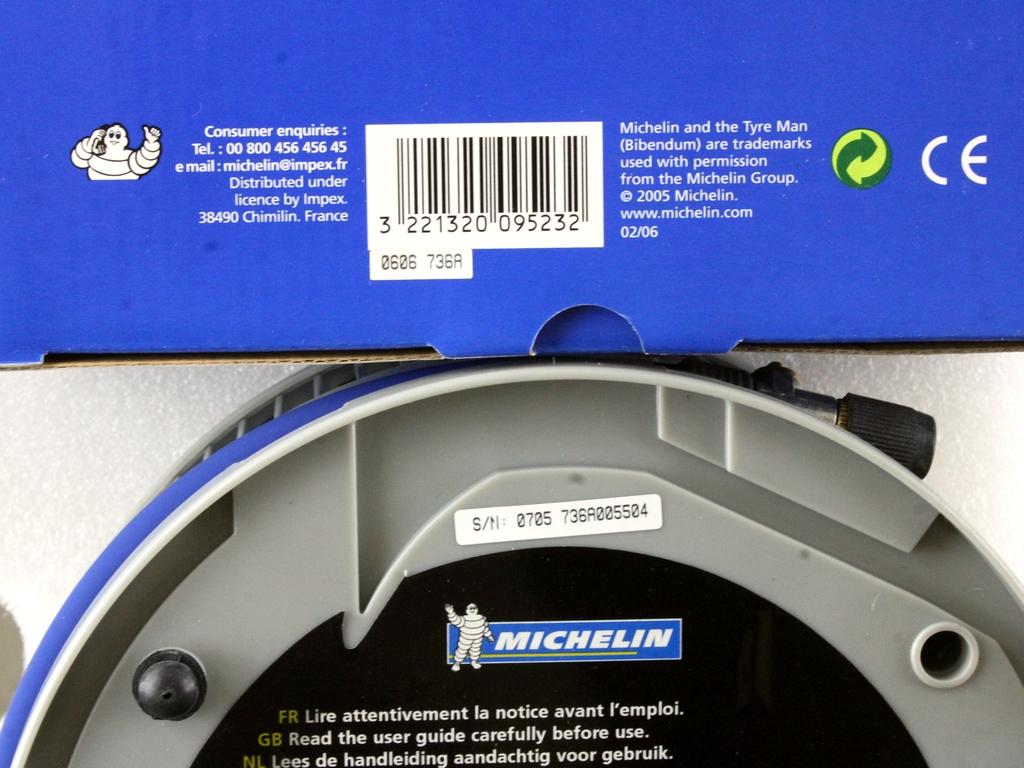 Consumer enquiries :
Tel. : 00 800 456 456 45
e mail : michelin@impex.fr
Distributed under
licence by Impex.
38490 Chimilin. France
3 221320 095232
0606 736A
Michelin and the Tyre Man
(Bibendum) are trademarks
used with permission
from the Michelin Group.
© 2005 Michelin.
www.michelin.com
02/06
CE
S/N: 0705 736A005504
MICHELIN
FR Lire attentivement la notice avant l'emploi.
GB Read the user guide carefully before use.
NL Lees de handleiding aandachtig voor gebruik.